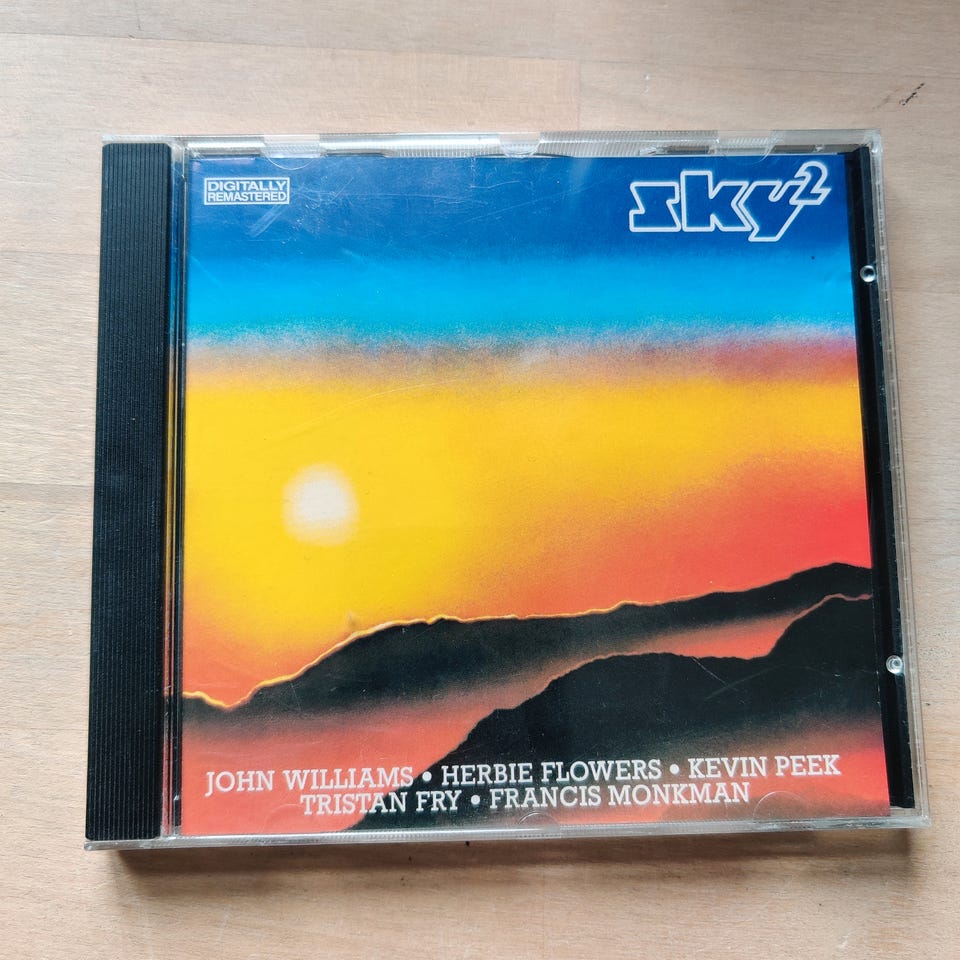 DIGITALLY
REMASTERED
sky²
JOHN WILLIAMS • HERBIE FLOWERS • KEVIN PEEK
TRISTAN FRY • FRANCIS MONKMAN